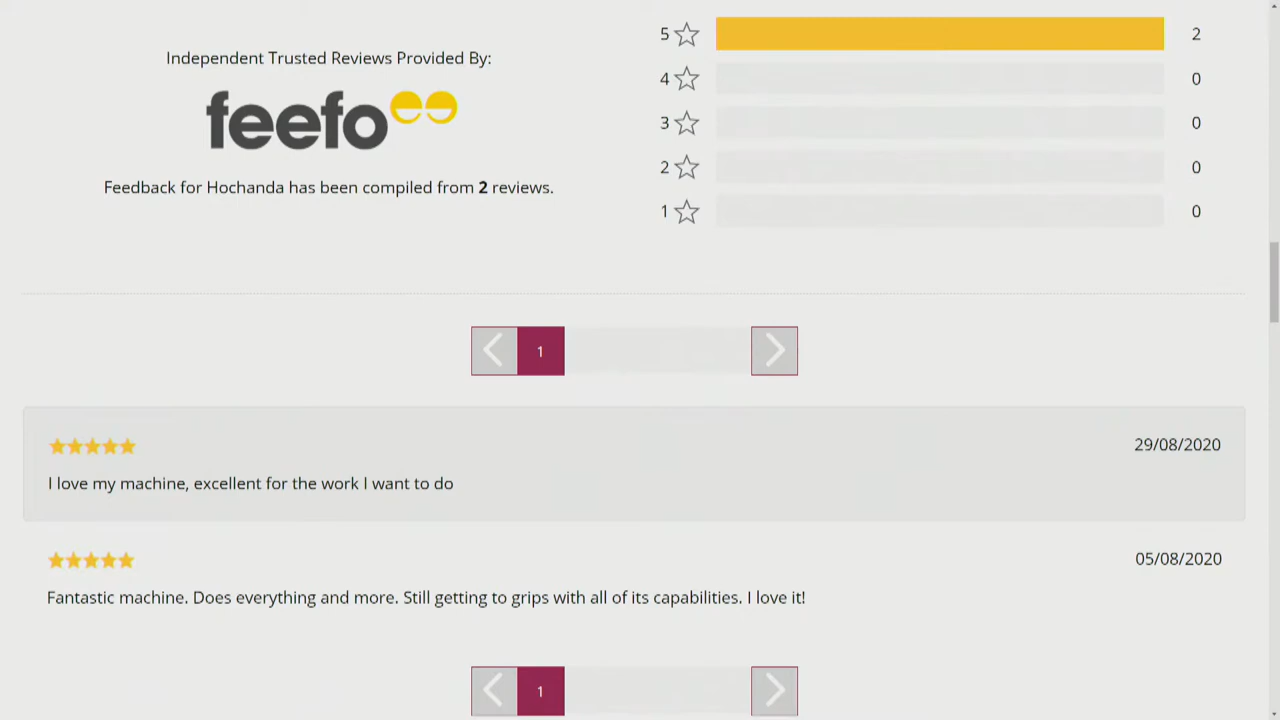 Independent Trusted Reviews Provided By:
feefo
Feedback for Hochanda has been compiled from 2 reviews.
5 2
4 0
3 0
2 0
1 0
1
29/08/2020
I love my machine, excellent for the work I want to do
05/08/2020
Fantastic machine. Does everything and more. Still getting to grips with all of its capabilities. I love it!
1